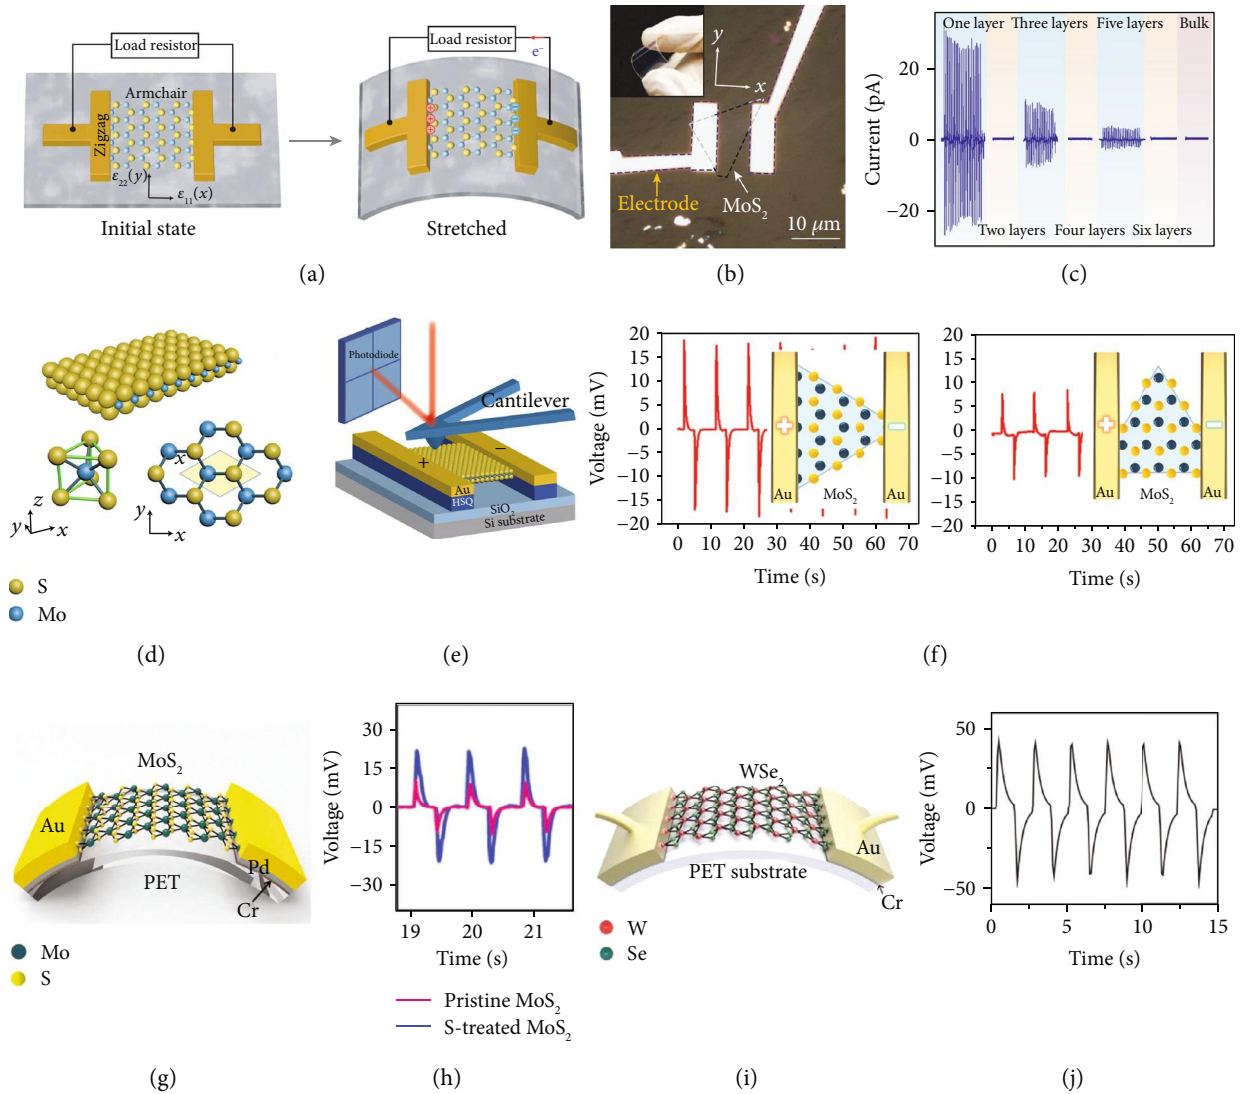 Load resistor
Armchair
Zigzag
ε₂₂(y)
ε₁₁(x)
Initial state
Load resistor
e⁻
Stretched
(a)
y
x
Electrode
MoS₂
10 μm
(b)
One layer Three layers Five layers Bulk
Current (pA)
20
0
−20
Two layers Four layers Six layers
(c)
x
z
y x
y
x
S
Mo
(d)
Photodiode
Cantilever
+ −
Au
HSQ
SiO₂
Si substrate
(e)
Voltage (mV)
20
15
10
5
0
−5
−10
−15
−20
+ −
Au MoS₂ Au
0 10 20 30 40 50 60 70
Time (s)
20
15
10
5
0
−5
−10
−15
−20
+ −
Au MoS₂ Au
0 10 20 30 40 50 60 70
Time (s)
(f)
MoS₂
Au
Pd
PET
Cr
Mo
S
(g)
Voltage (mV)
30
15
0
−15
−30
19 20 21
Time (s)
Pristine MoS₂
S-treated MoS₂
(h)
WSe₂
Au
PET substrate
Cr
W
Se
(i)
Voltage (mV)
50
0
−50
0 5 10 15
Time (s)
(j)